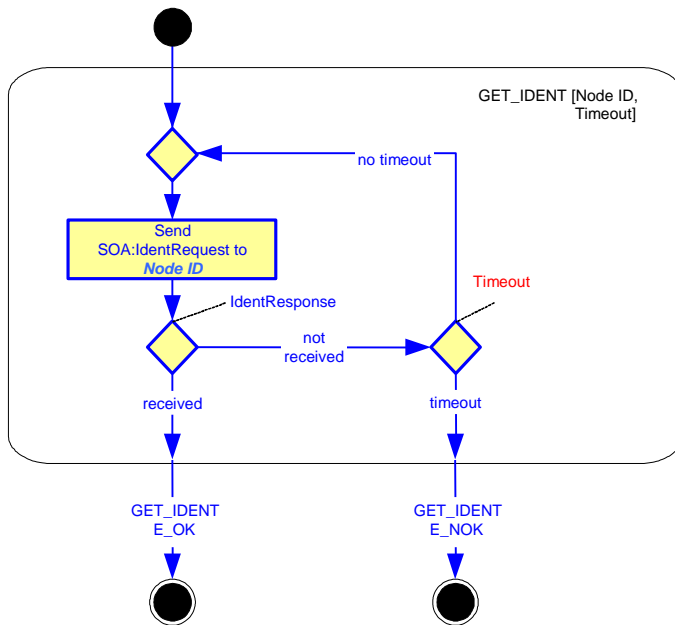 GET_IDENT [Node ID,
Timeout]
no timeout
Send
SOA:IdentRequest to
Node ID
Timeout
IdentResponse
not
received
received
timeout
GET_IDENT
E_OK
GET_IDENT
E_NOK